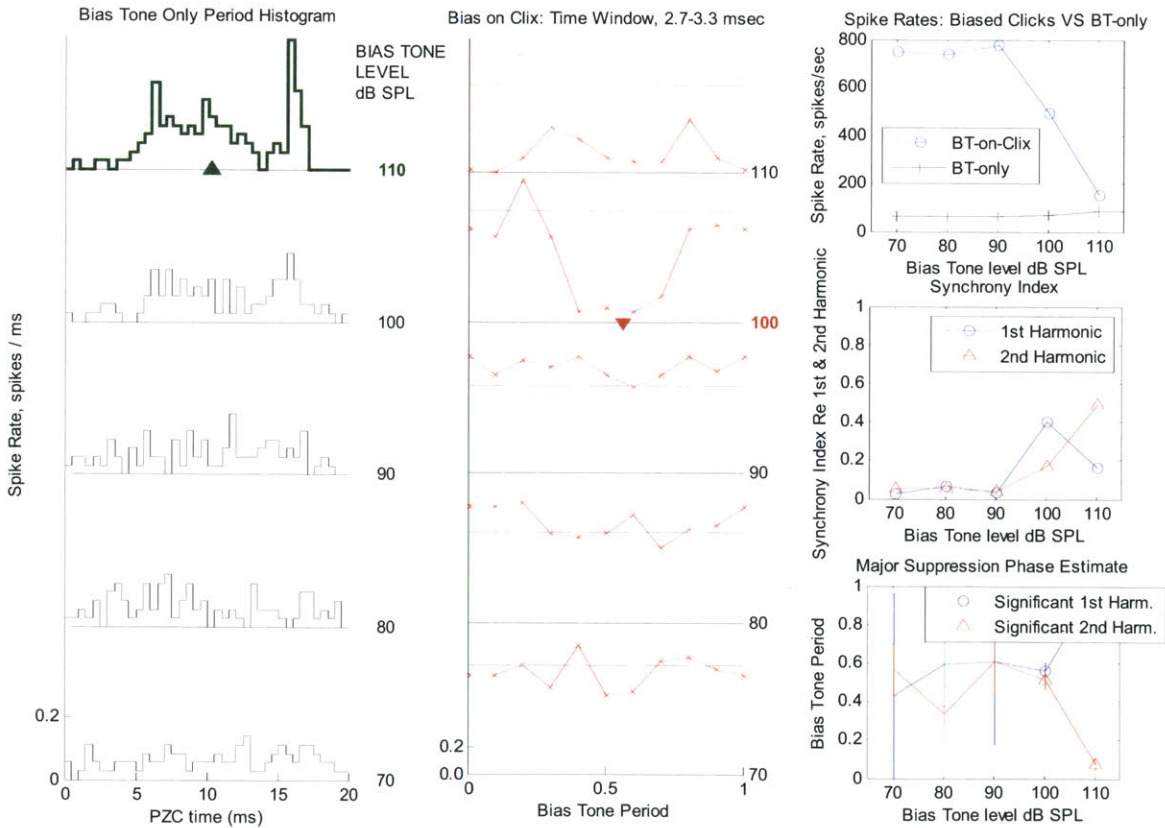 Bias Tone Only Period Histogram
BIAS TONE
LEVEL
dB SPL
110
100
90
80
70
Spike Rate, spikes / ms
0.2
0
0
5
10
15
20
PZC time (ms)
Bias on Clix: Time Window, 2.7-3.3 msec
110
100
90
80
70
0.2
0.0
0
0.5
1
Bias Tone Period
Spike Rates: Biased Clicks VS BT-only
Spike Rate, spikes/sec
800
600
400
200
0
BT-on-Clix
BT-only
70
80
90
100
110
Bias Tone level dB SPL
Synchrony Index
Synchrony Index Re 1st & 2nd Harmonic
1
0.8
0.6
0.4
0.2
0
1st Harmonic
2nd Harmonic
70
80
90
100
110
Bias Tone level dB SPL
Major Suppression Phase Estimate
Bias Tone Period
1
0.8
0.6
0.4
0.2
0
Significant 1st Harm.
Significant 2nd Harm.
70
80
90
100
110
Bias Tone level dB SPL